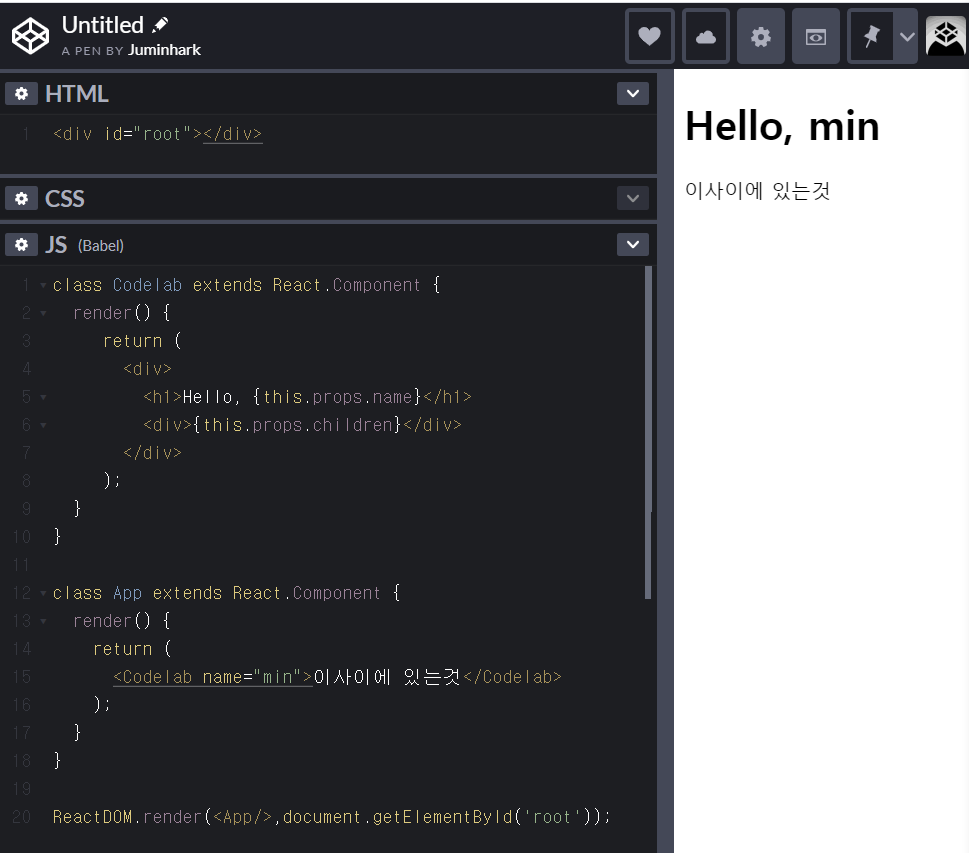 Untitled
A PEN BY Juminhark
HTML
1 <div id="root"></div>
CSS
JS (Babel)
1 class Codelab extends React.Component {
2 render() {
3 return (
4 <div>
5 <h1>Hello, {this.props.name}</h1>
6 <div>{this.props.children}</div>
7 </div>
8 );
9 }
10 }
11
12 class App extends React.Component {
13 render() {
14 return (
15 <Codelab name="min">이사이에 있는것</Codelab>
16 );
17 }
18 }
19
20 ReactDOM.render(<App/>,document.getElementById('root'));
Hello, min
이사이에 있는것